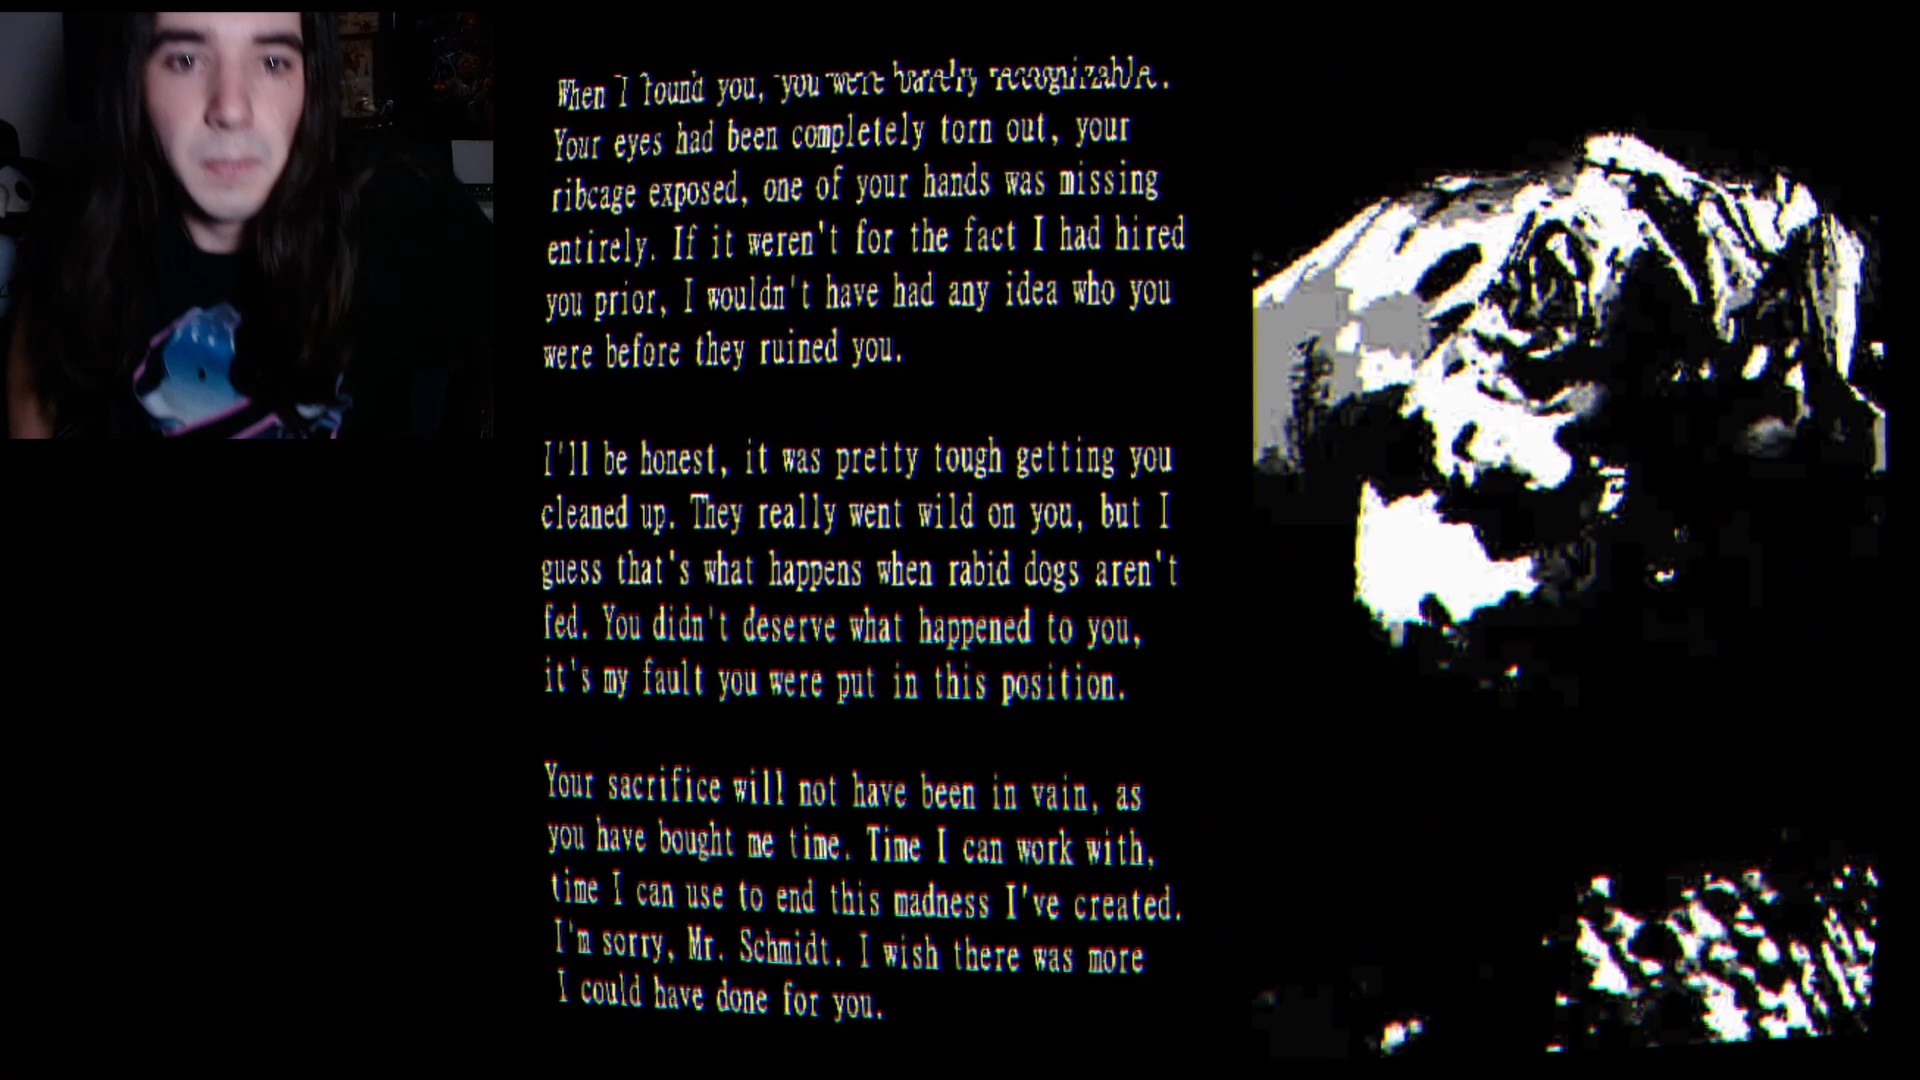 When I found you, you were barely recognizable.
Your eyes had been completely torn out, your
ribcage exposed, one of your hands was missing
entirely. If it weren't for the fact I had hired
you prior, I wouldn't have had any idea who you
were before they ruined you.
I'll be honest, it was pretty tough getting you
cleaned up. They really went wild on you, but I
guess that's what happens when rabid dogs aren't
fed. You didn't deserve what happened to you,
it's my fault you were put in this position.
Your sacrifice will not have been in vain, as
you have bought me time. Time I can work with,
time I can use to end this madness I've created.
I'm sorry, Mr. Schmidt. I wish there was more
I could have done for you.